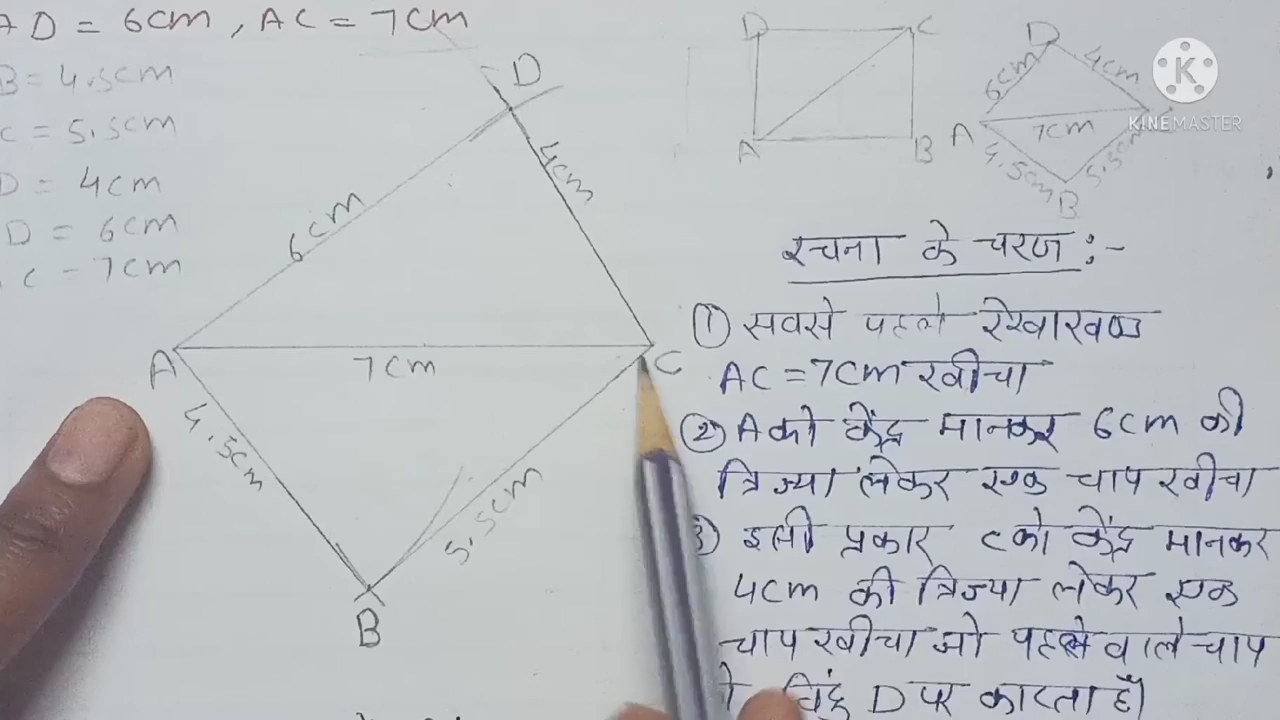 AD = 6cm, AC = 7cm
B = 4.5cm
C = 5.5cm
D = 4cm
D = 6cm
C = 7cm
D
4cm
6cm
A
7cm
C
4.5cm
5.5cm
B
D C
A B
D
6cm 4cm
A 7cm
4.5cm 5.5cm
B
KINEMASTER
रचना के चरण :-
① सबसे पहले रेखाखण्ड
AC = 7cm खींचा
② A को केंद्र मानकर 6cm की
त्रिज्या लेकर एक चाप खींचा
③ इसी प्रकार C को केंद्र मानकर
4cm की त्रिज्या लेकर एक
चाप खींचा जो पहले वाले चाप
बिंदु D पर काटता है।